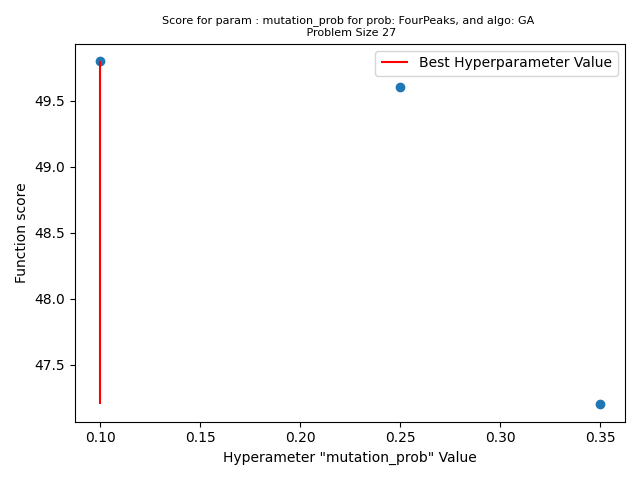 Score for param : mutation_prob for prob: FourPeaks, and algo: GA
Problem Size 27
Best Hyperparameter Value
Function score
49.5
49.0
48.5
48.0
47.5
0.10 0.15 0.20 0.25 0.30 0.35
Hyperameter "mutation_prob" Value